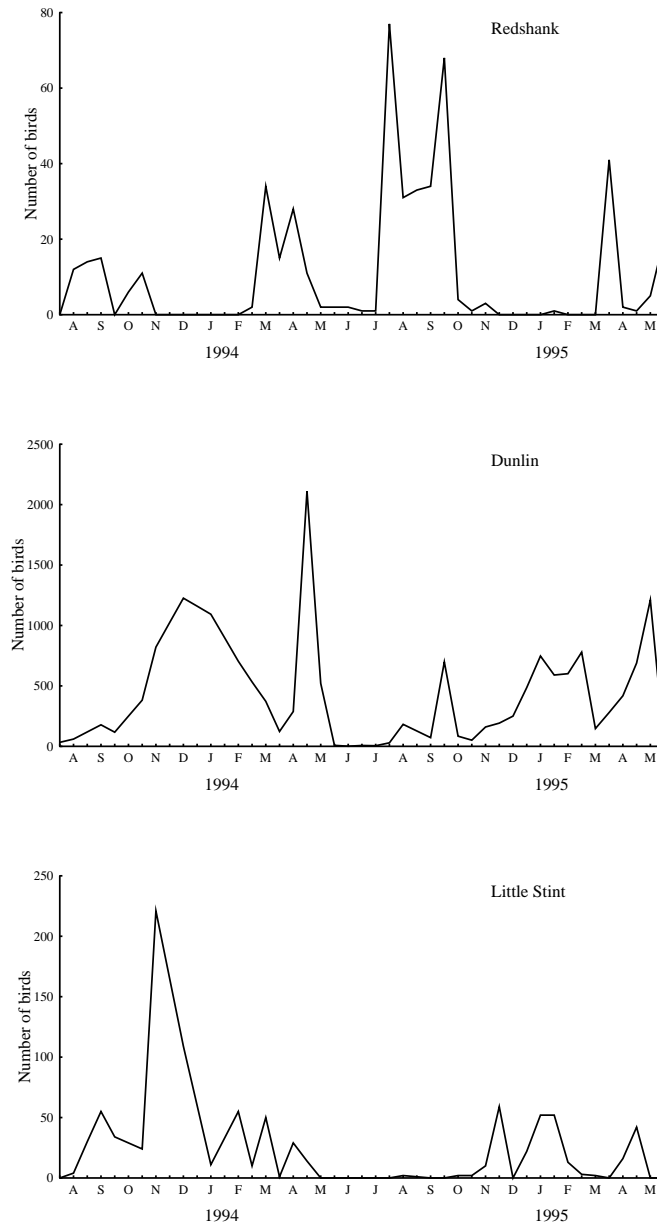 Redshank
Number of birds
80
60
40
20
0
A S O N D J F M A M J J A S O N D J F M A M
1994 1995
Dunlin
Number of birds
2500
2000
1500
1000
500
0
A S O N D J F M A M J J A S O N D J F M A M
1994 1995
Little Stint
Number of birds
250
200
150
100
50
0
A S O N D J F M A M J J A S O N D J F M A M
1994 1995